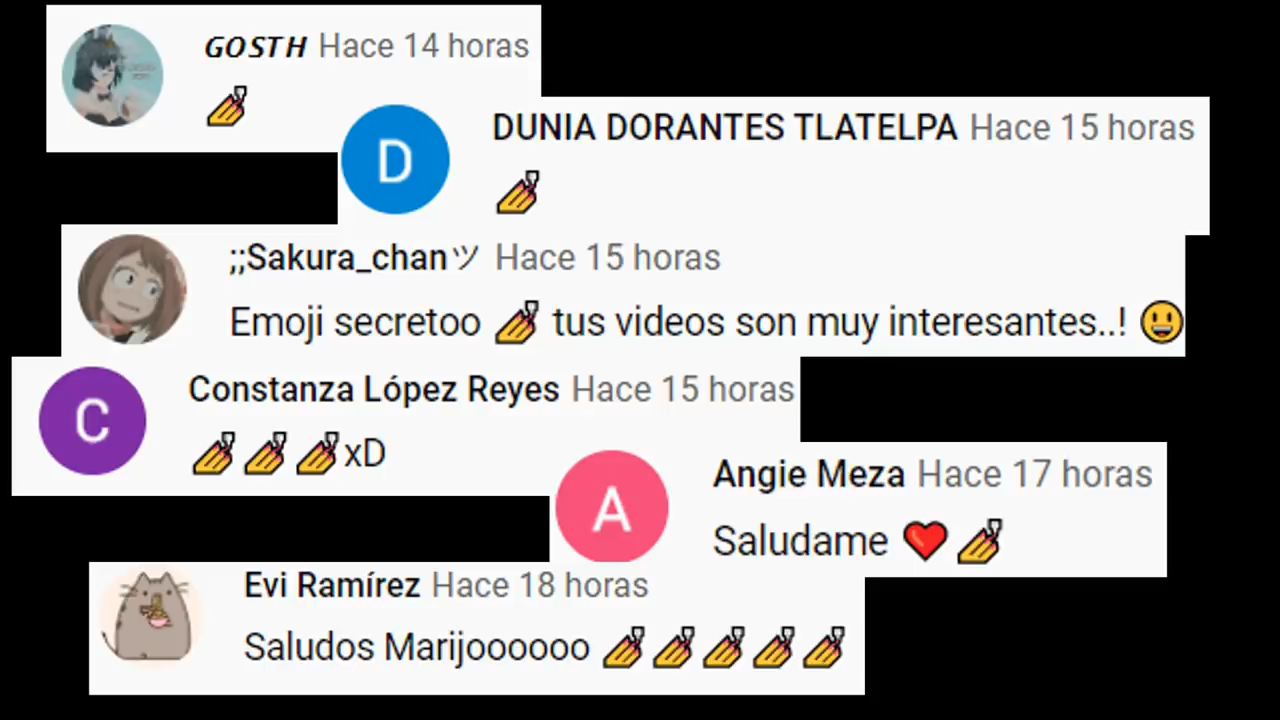 GOSTH Hace 14 horas
💅
D
DUNIA DORANTES TLATELPA Hace 15 horas
💅
;;Sakura_chanツ Hace 15 horas
Emoji secretoo 💅 tus videos son muy interesantes..! 😃
C
Constanza López Reyes Hace 15 horas
💅💅💅xD
A
Angie Meza Hace 17 horas
Saludame ❤️💅
Evi Ramírez Hace 18 horas
Saludos Marijoooooo 💅💅💅💅💅